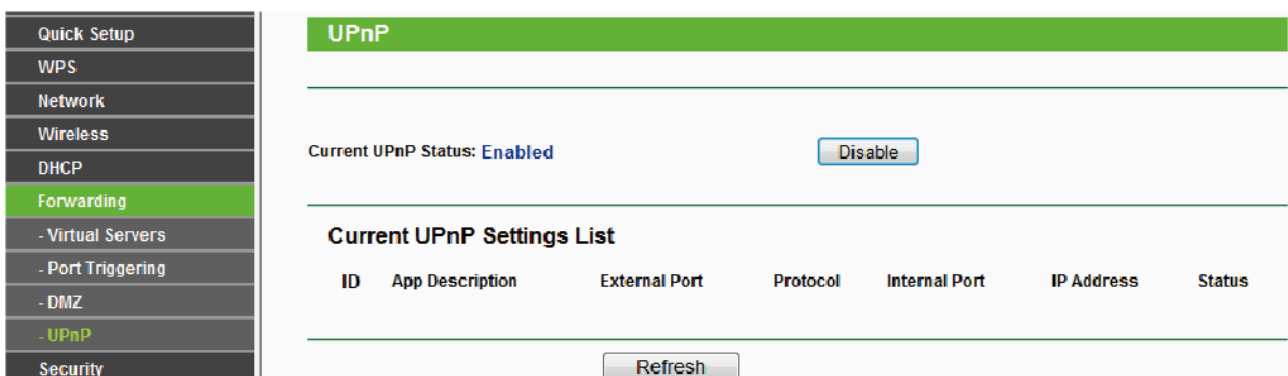 Quick Setup
WPS
Network
Wireless
DHCP
Forwarding
- Virtual Servers
- Port Triggering
- DMZ
- UPnP
Security
UPnP
Current UPnP Status: Enabled Disable
Current UPnP Settings List
ID App Description External Port Protocol Internal Port IP Address Status
Refresh